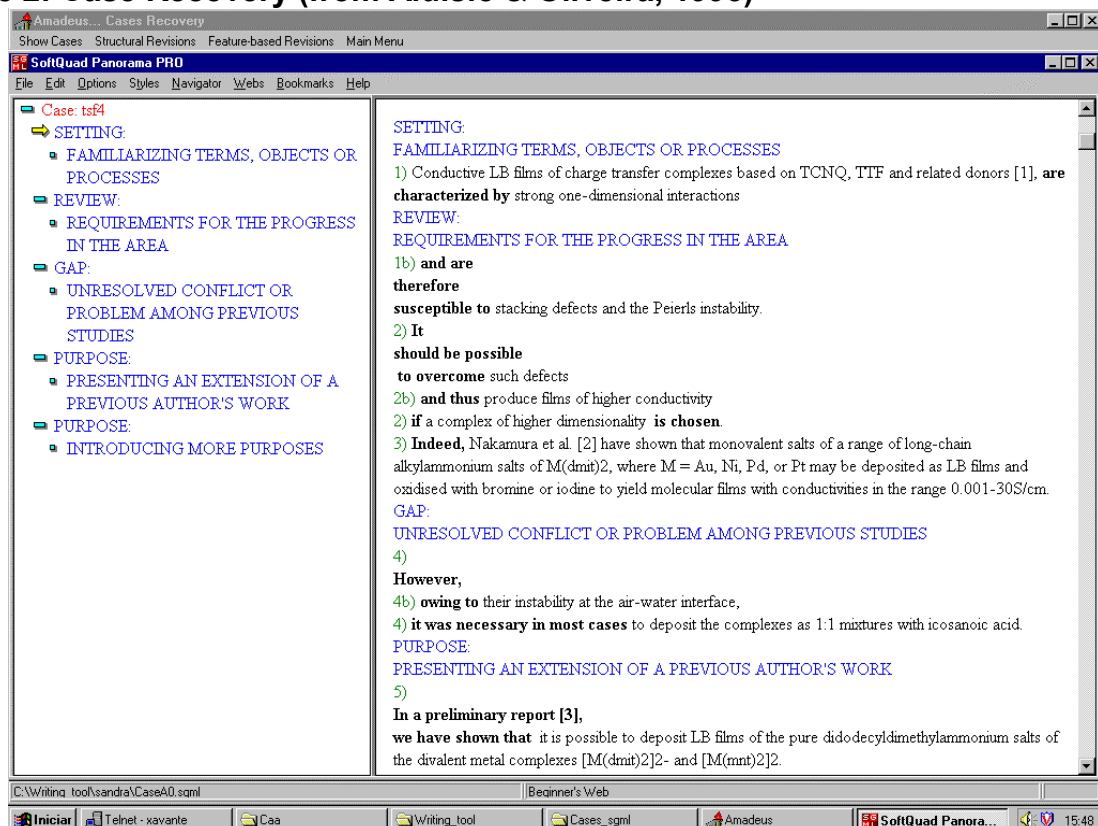 2. Case Recovery (from Aluísio & Oliveira, 1996)
Amadeus... Cases Recovery
Show Cases Structural Revisions Feature-based Revisions Main Menu
SoftQuad Panorama PRO
File Edit Options Styles Navigator Webs Bookmarks Help
Case: tsf4
SETTING:
FAMILIARIZING TERMS, OBJECTS OR
PROCESSES
REVIEW:
REQUIREMENTS FOR THE PROGRESS
IN THE AREA
GAP:
UNRESOLVED CONFLICT OR
PROBLEM AMONG PREVIOUS
STUDIES
PURPOSE:
PRESENTING AN EXTENSION OF A
PREVIOUS AUTHOR'S WORK
PURPOSE:
INTRODUCING MORE PURPOSES
SETTING:
FAMILIARIZING TERMS, OBJECTS OR PROCESSES
1) Conductive LB films of charge transfer complexes based on TCNQ, TTF and related donors [1], are
characterized by strong one-dimensional interactions
REVIEW:
REQUIREMENTS FOR THE PROGRESS IN THE AREA
1b) and are
therefore
susceptible to stacking defects and the Peierls instability.
2) It
should be possible
to overcome such defects
2b) and thus produce films of higher conductivity
2) if a complex of higher dimensionality is chosen.
3) Indeed, Nakamura et al. [2] have shown that monovalent salts of a range of long-chain
alkylammonium salts of M(dmit)2, where M = Au, Ni, Pd, or Pt may be deposited as LB films and
oxidised with bromine or iodine to yield molecular films with conductivities in the range 0.001-30S/cm.
GAP:
UNRESOLVED CONFLICT OR PROBLEM AMONG PREVIOUS STUDIES
4)
However,
4b) owing to their instability at the air-water interface,
4) it was necessary in most cases to deposit the complexes as 1:1 mixtures with icosanoic acid.
PURPOSE:
PRESENTING AN EXTENSION OF A PREVIOUS AUTHOR'S WORK
5)
In a preliminary report [3],
we have shown that it is possible to deposit LB films of the pure didodecyldimethylammonium salts of
the divalent metal complexes [M(dmit)2]2- and [M(mnt)2]2.
C:\Writing_tool\sandra\CaseA0.sgml Beginner's Web
Iniciar Telnet - xavante Caa Writing_tool Cases_sgml Amadeus SoftQuad Panora... 15:48